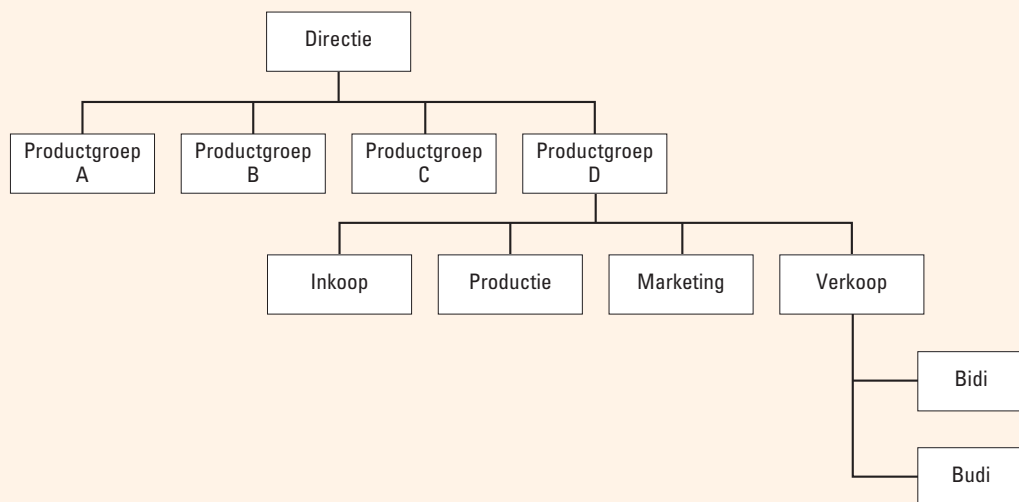 Directie
Productgroep
A
Productgroep
B
Productgroep
C
Productgroep
D
Inkoop
Productie
Marketing
Verkoop
Bidi
Budi